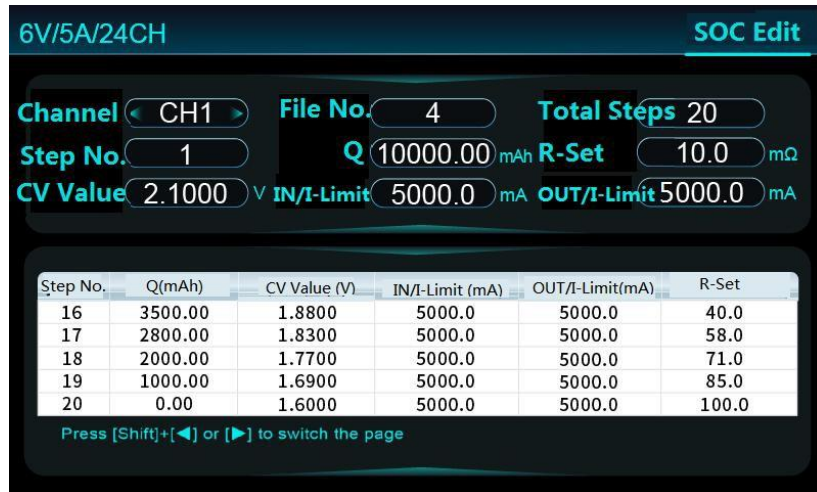 6V/5A/24CH SOC Edit
Channel CH1 File No. 4 Total Steps 20
Step No. 1 Q 10000.00 mAh R-Set 10.0 mΩ
CV Value 2.1000 V IN/I-Limit 5000.0 mA OUT/I-Limit 5000.0 mA
Step No. Q(mAh) CV Value (V) IN/I-Limit (mA) OUT/I-Limit(mA) R-Set
16 3500.00 1.8800 5000.0 5000.0 40.0
17 2800.00 1.8300 5000.0 5000.0 58.0
18 2000.00 1.7700 5000.0 5000.0 71.0
19 1000.00 1.6900 5000.0 5000.0 85.0
20 0.00 1.6000 5000.0 5000.0 100.0
Press [Shift]+[◀] or [▶] to switch the page